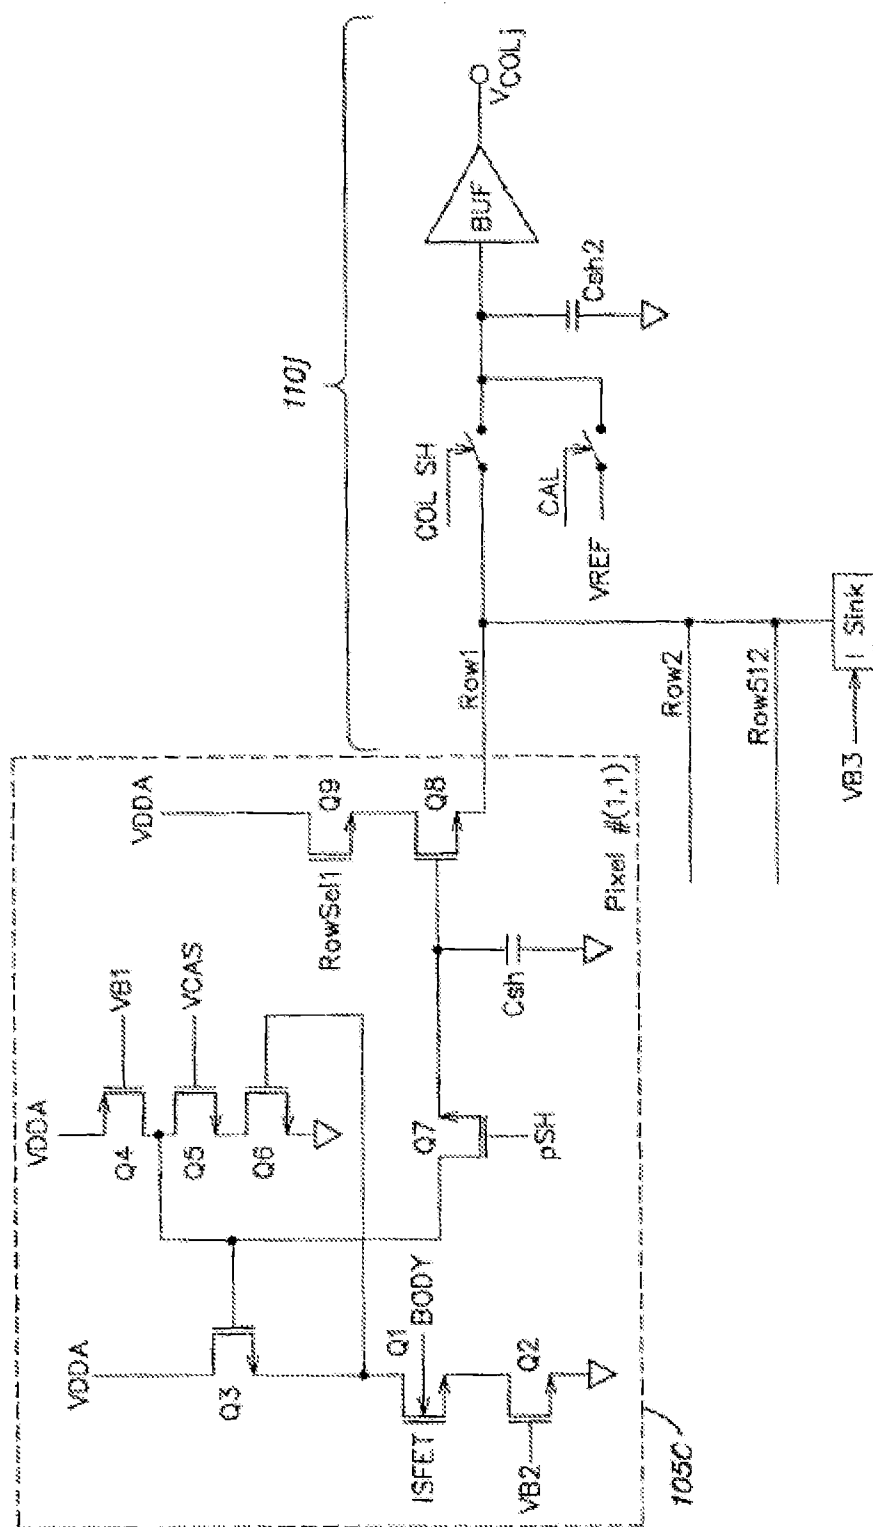 VDDA
Q3
Q1
BODY
ISFET
Q2
VB2
VDDA
Q4
VB1
Q5
VCAS
Q6
Q7
pSH
Csh
VDDA
Q9
RowSel1
Q8
Pixel #(1,1)
105C
Row1
Row2
Row512
VB3
I Sink
110j
COL SH
CAL
VREF
Csh2
BUF
VCOLj